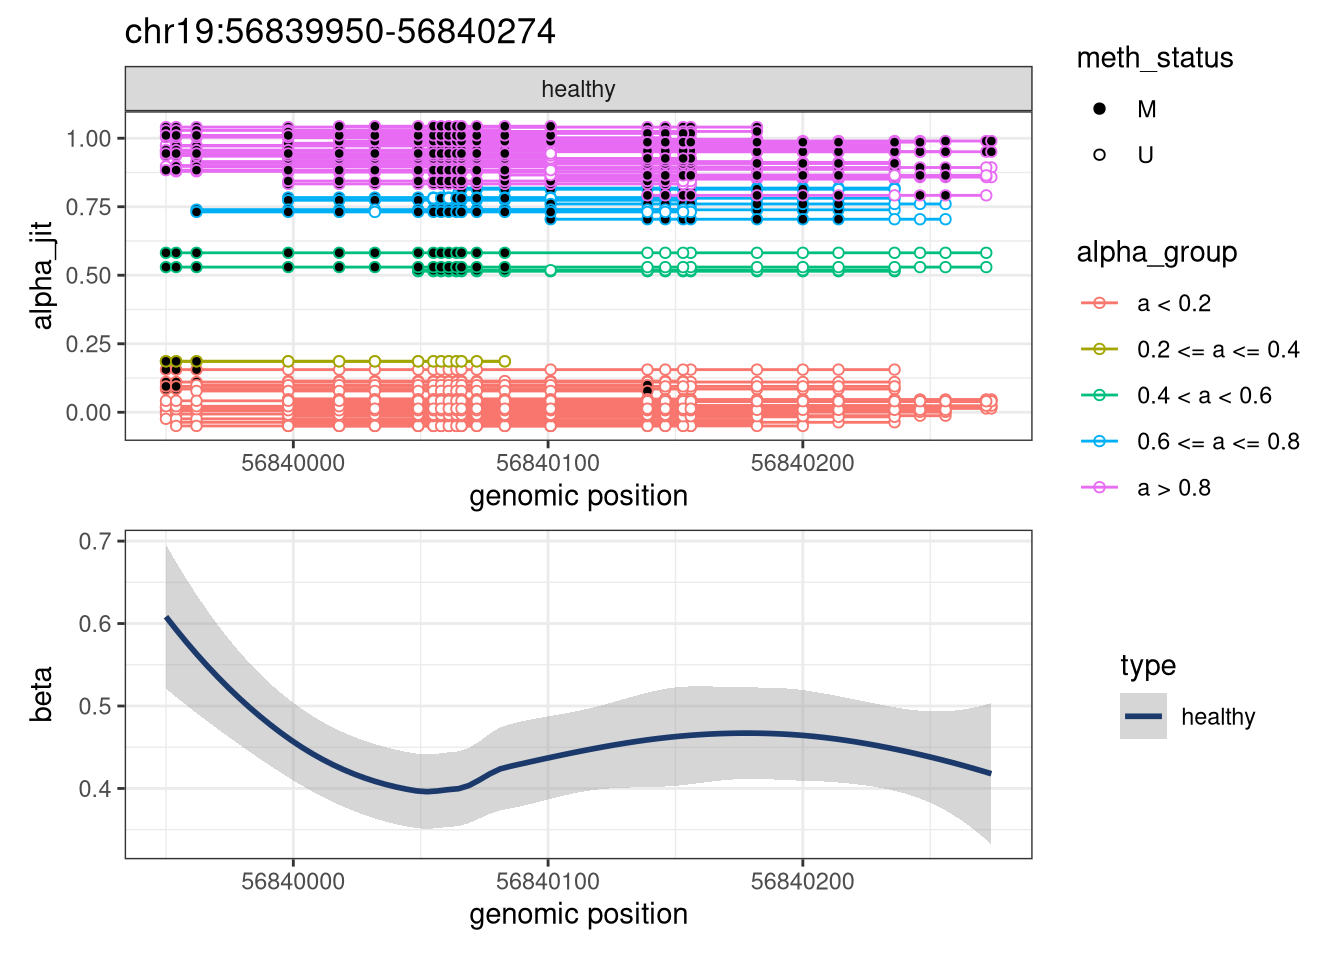 chr19:56839950-56840274
healthy
1.00
0.75
0.50
0.25
0.00
alpha_jit
56840000 56840100 56840200
genomic position
meth_status
M
U
alpha_group
a < 0.2
0.2 <= a <= 0.4
0.4 < a < 0.6
0.6 <= a <= 0.8
a > 0.8
0.7
0.6
0.5
0.4
beta
56840000 56840100 56840200
genomic position
type
healthy